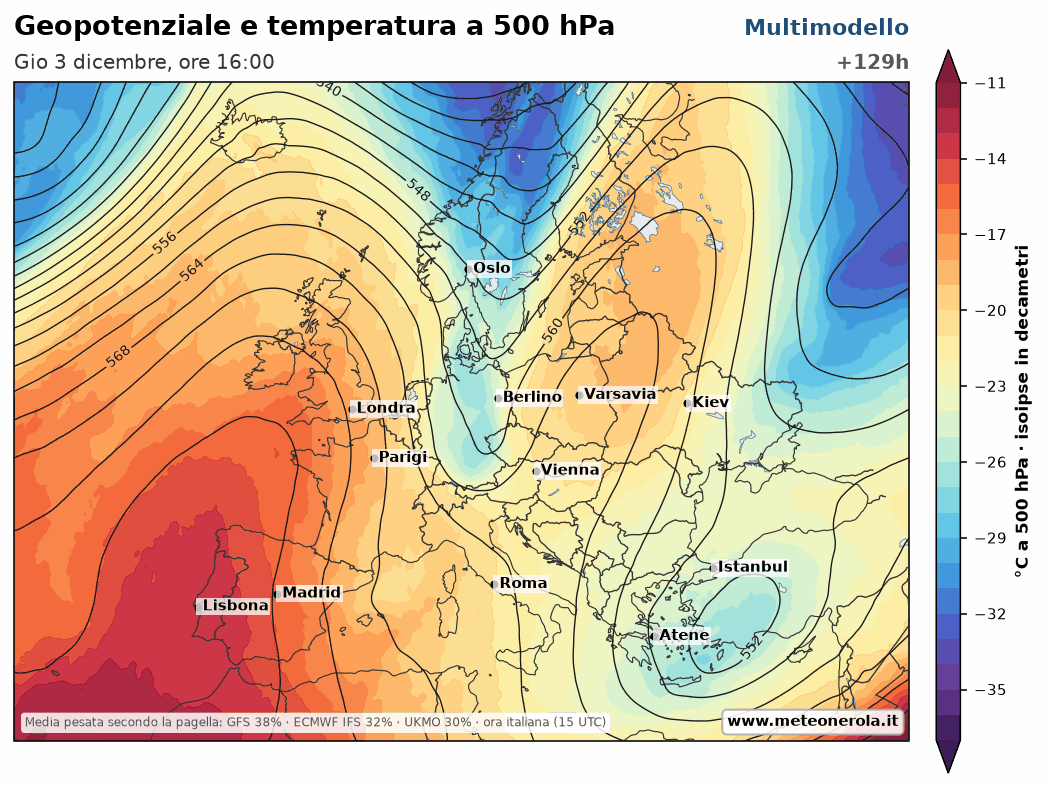 Geopotenziale e temperatura a 500 hPa
Multimodello
Gio 3 dicembre, ore 16:00
+129h
540
548
552
556
564
560
568
Oslo
Berlino
Varsavia
Kiev
Londra
Parigi
Vienna
Istanbul
Roma
Madrid
Lisbona
Atene
Media pesata secondo la pagella: GFS 38% · ECMWF IFS 32% · UKMO 30% · ora italiana (15 UTC)
www.meteonerola.it
−11
−14
−17
−20
−23
−26
−29
−32
−35
°C a 500 hPa · isoipse in decametri